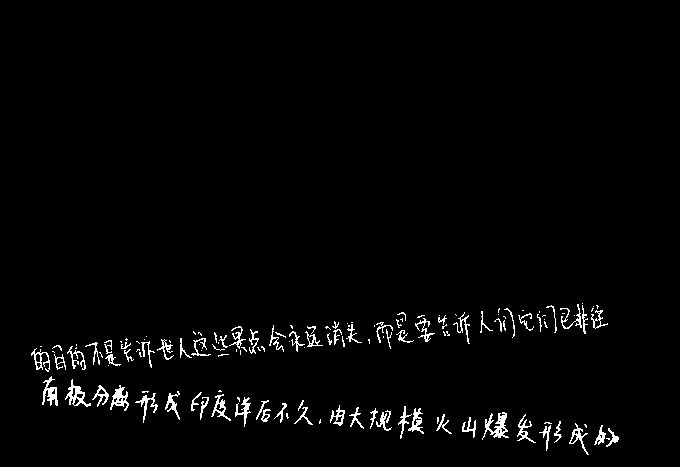 的目的不是告诉世人这些景点会永远消失，而是要告诉人们它们已非往
南极分离形成印度洋后不久，由大规模火山爆发形成的